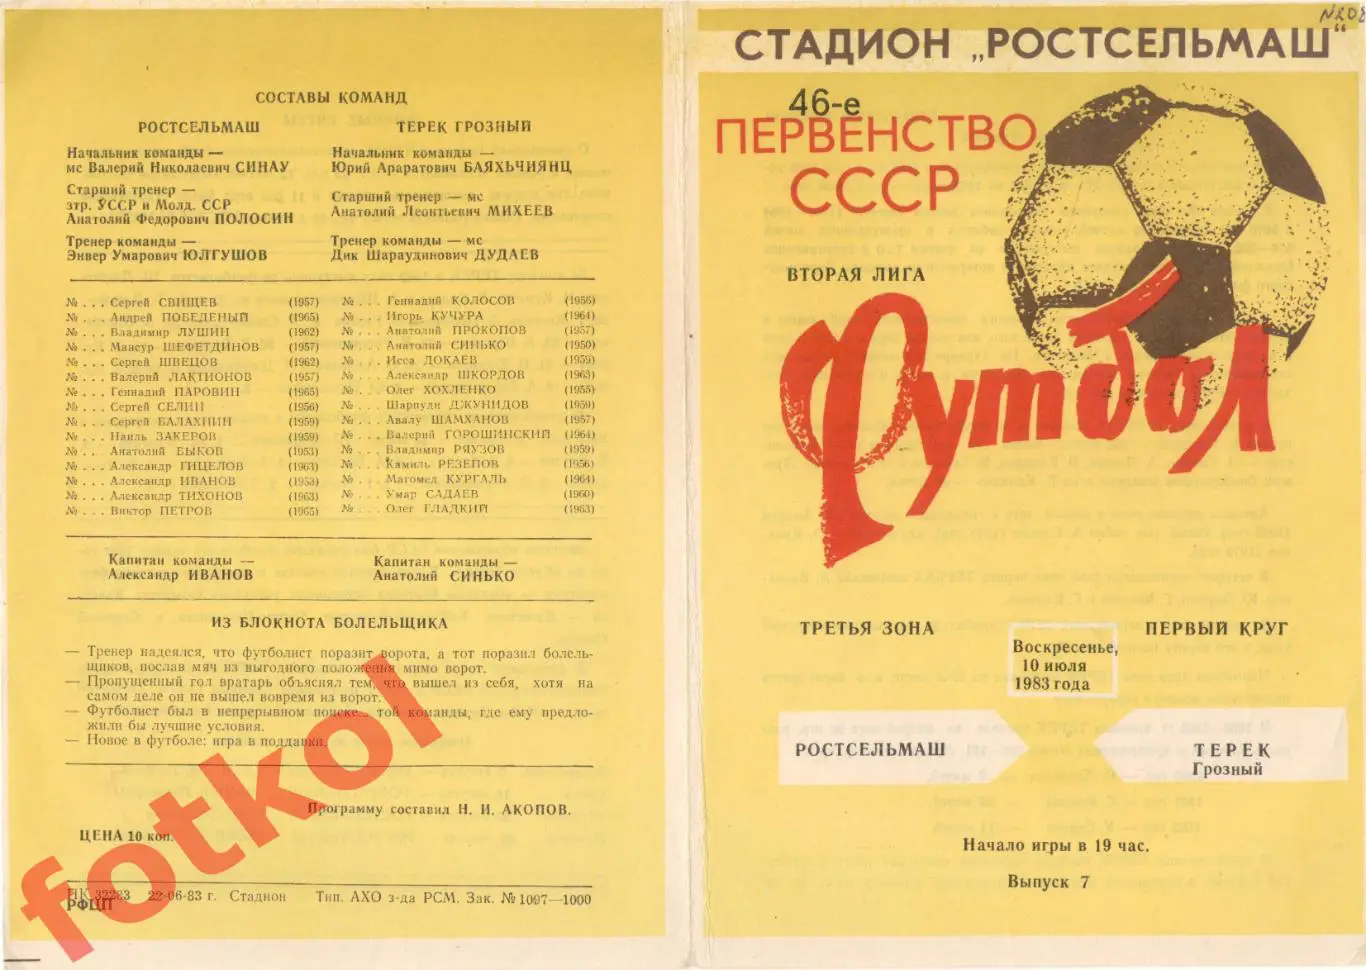 СОСТАВЫ КОМАНД
РОСТСЕЛЬМАШ
Начальник команды —
мс Валерий Николаевич СИНАУ
Старший тренер —
зтр. УССР и Молд. ССР
Анатолий Федорович ПОЛОСИН
Тренер команды —
Энвер Умарович ЮЛГУШОВ
ТЕРЕК ГРОЗНЫЙ
Начальник команды —
Юрий Араратович БАЯХЬЧИЯНЦ
Старший тренер — мс
Анатолий Леонтьевич МИХЕЕВ
Тренер команды — мс
Дик Шараудинович ДУДАЕВ
№ . . . Сергей СВИЩЕВ (1957)
№ . . . Андрей ПОБЕДЕНЫЙ (1965)
№ . . . Владимир ЛУШИН (1962)
№ . . . Мансур ШЕФЕТДИНОВ (1957)
№ . . . Сергей ШВЕЦОВ (1962)
№ . . . Валерий ЛАКТИОНОВ (1957)
№ . . . Геннадий ПАРОВИН (1965)
№ . . . Сергей СЕЛИН (1956)
№ . . . Сергей БАЛАХНИН (1959)
№ . . . Наиль ЗАКЕРОВ (1959)
№ . . . Анатолий БЫКОВ (1953)
№ . . . Александр ГИЦЕЛОВ (1963)
№ . . . Александр ИВАНОВ (1953)
№ . . . Александр ТИХОНОВ (1963)
№ . . . Виктор ПЕТРОВ (1965)
№ . . . Геннадий КОЛОСОВ (1956)
№ . . . Игорь КУЧУРА (1964)
№ . . . Анатолий ПРОКОПОВ (1957)
№ . . . Анатолий СИНЬКО (1950)
№ . . . Исса ДОКАЕВ (1959)
№ . . . Александр ШКОРДОВ (1963)
№ . . . Олег ХОХЛЕНКО (1955)
№ . . . Шарпуди ДЖУНИДОВ (1959)
№ . . . Авалу ШАМХАНОВ (1957)
№ . . . Валерий ГОРОШИНСКИЙ (1964)
№ . . . Владимир РЯУЗОВ (1959)
№ . . . Камиль РЕЗЕПОВ (1956)
№ . . . Магомед КУРГАЛЬ (1964)
№ . . . Умар САДАЕВ (1960)
№ . . . Олег ГЛАДКИЙ (1963)
Капитан команды —
Александр ИВАНОВ
Капитан команды —
Анатолий СИНЬКО
ИЗ БЛОКНОТА БОЛЕЛЬЩИКА
— Тренер надеялся, что футболист поразит ворота, а тот поразил болель-
щиков, послав мяч из выгодного положения мимо ворот.
— Пропущенный гол вратарь объяснял тем, что вышел из себя, хотя на
самом деле он не вышел вовремя из ворот.
— Футболист был в непрерывном поиске... той команды, где ему предло-
жили бы лучшие условия.
— Новое в футболе: игра в поддавки.
Программу составил Н. И. АКОПОВ.
ЦЕНА 10 коп.
ПК 32283 22-06-83 г. Стадион Тип. АХО з-да РСМ. Зак. № 1097—1000
РФЦП
fotkol
№208
СТАДИОН „РОСТСЕЛЬМАШ“
46-е
ПЕРВЕНСТВО
СССР
ВТОРАЯ ЛИГА
Футбол
ТРЕТЬЯ ЗОНА
ПЕРВЫЙ КРУГ
Воскресенье,
10 июля
1983 года
РОСТСЕЛЬМАШ
ТЕРЕК
Грозный
Начало игры в 19 час.
Выпуск 7